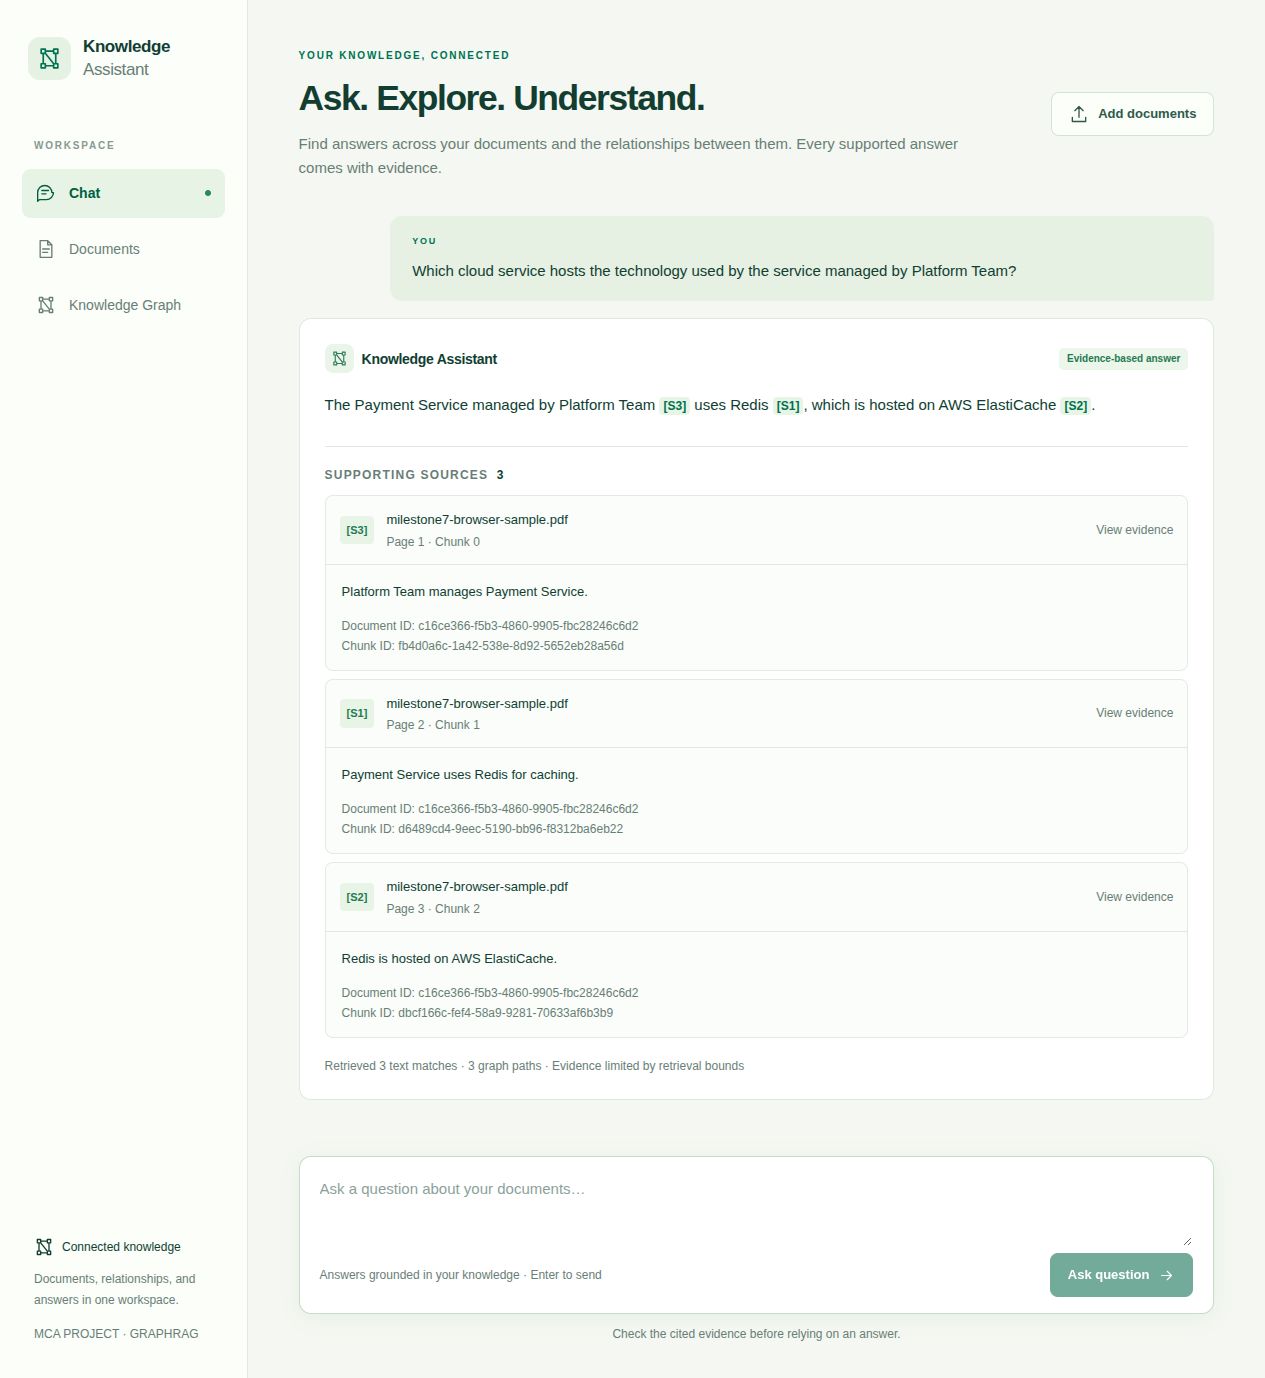 Knowledge
Assistant
WORKSPACE
Chat
Documents
Knowledge Graph
Connected knowledge
Documents, relationships, and
answers in one workspace.
MCA PROJECT · GRAPHRAG
YOUR KNOWLEDGE, CONNECTED
Ask. Explore. Understand.
Find answers across your documents and the relationships between them. Every supported answer
comes with evidence.
Add documents
YOU
Which cloud service hosts the technology used by the service managed by Platform Team?
Knowledge Assistant
Evidence-based answer
The Payment Service managed by Platform Team [S3] uses Redis [S1], which is hosted on AWS ElastiCache [S2].
SUPPORTING SOURCES 3
[S3]
milestone7-browser-sample.pdf
Page 1 · Chunk 0
View evidence
Platform Team manages Payment Service.
Document ID: c16ce366-f5b3-4860-9905-fbc28246c6d2
Chunk ID: fb4d0a6c-1a42-538e-8d92-5652eb28a56d
[S1]
milestone7-browser-sample.pdf
Page 2 · Chunk 1
View evidence
Payment Service uses Redis for caching.
Document ID: c16ce366-f5b3-4860-9905-fbc28246c6d2
Chunk ID: d6489cd4-9eec-5190-bb96-f8312ba6eb22
[S2]
milestone7-browser-sample.pdf
Page 3 · Chunk 2
View evidence
Redis is hosted on AWS ElastiCache.
Document ID: c16ce366-f5b3-4860-9905-fbc28246c6d2
Chunk ID: dbcf166c-fef4-58a9-9281-70633af6b3b9
Retrieved 3 text matches · 3 graph paths · Evidence limited by retrieval bounds
Ask a question about your documents…
Answers grounded in your knowledge · Enter to send
Ask question
Check the cited evidence before relying on an answer.